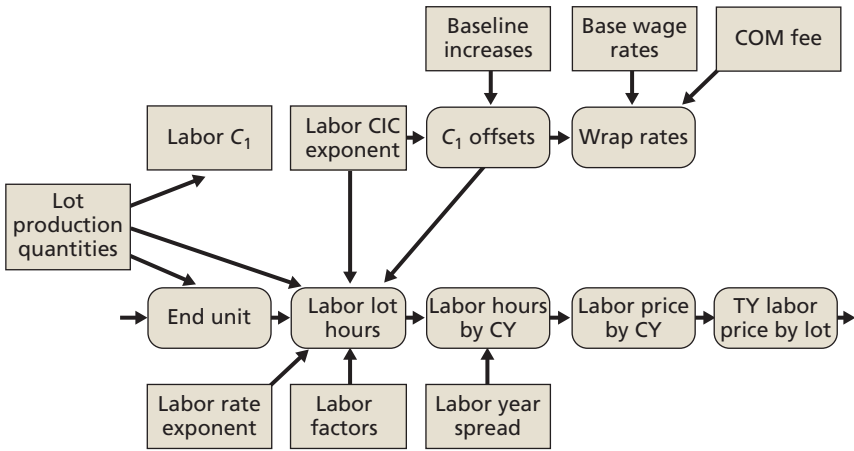 Baseline
increases
Base wage
rates
COM fee
Labor C1
Labor CIC
exponent
C1 offsets
Wrap rates
Lot
production
quantities
End unit
Labor lot
hours
Labor hours
by CY
Labor price
by CY
TY labor
price by lot
Labor rate
exponent
Labor
factors
Labor year
spread